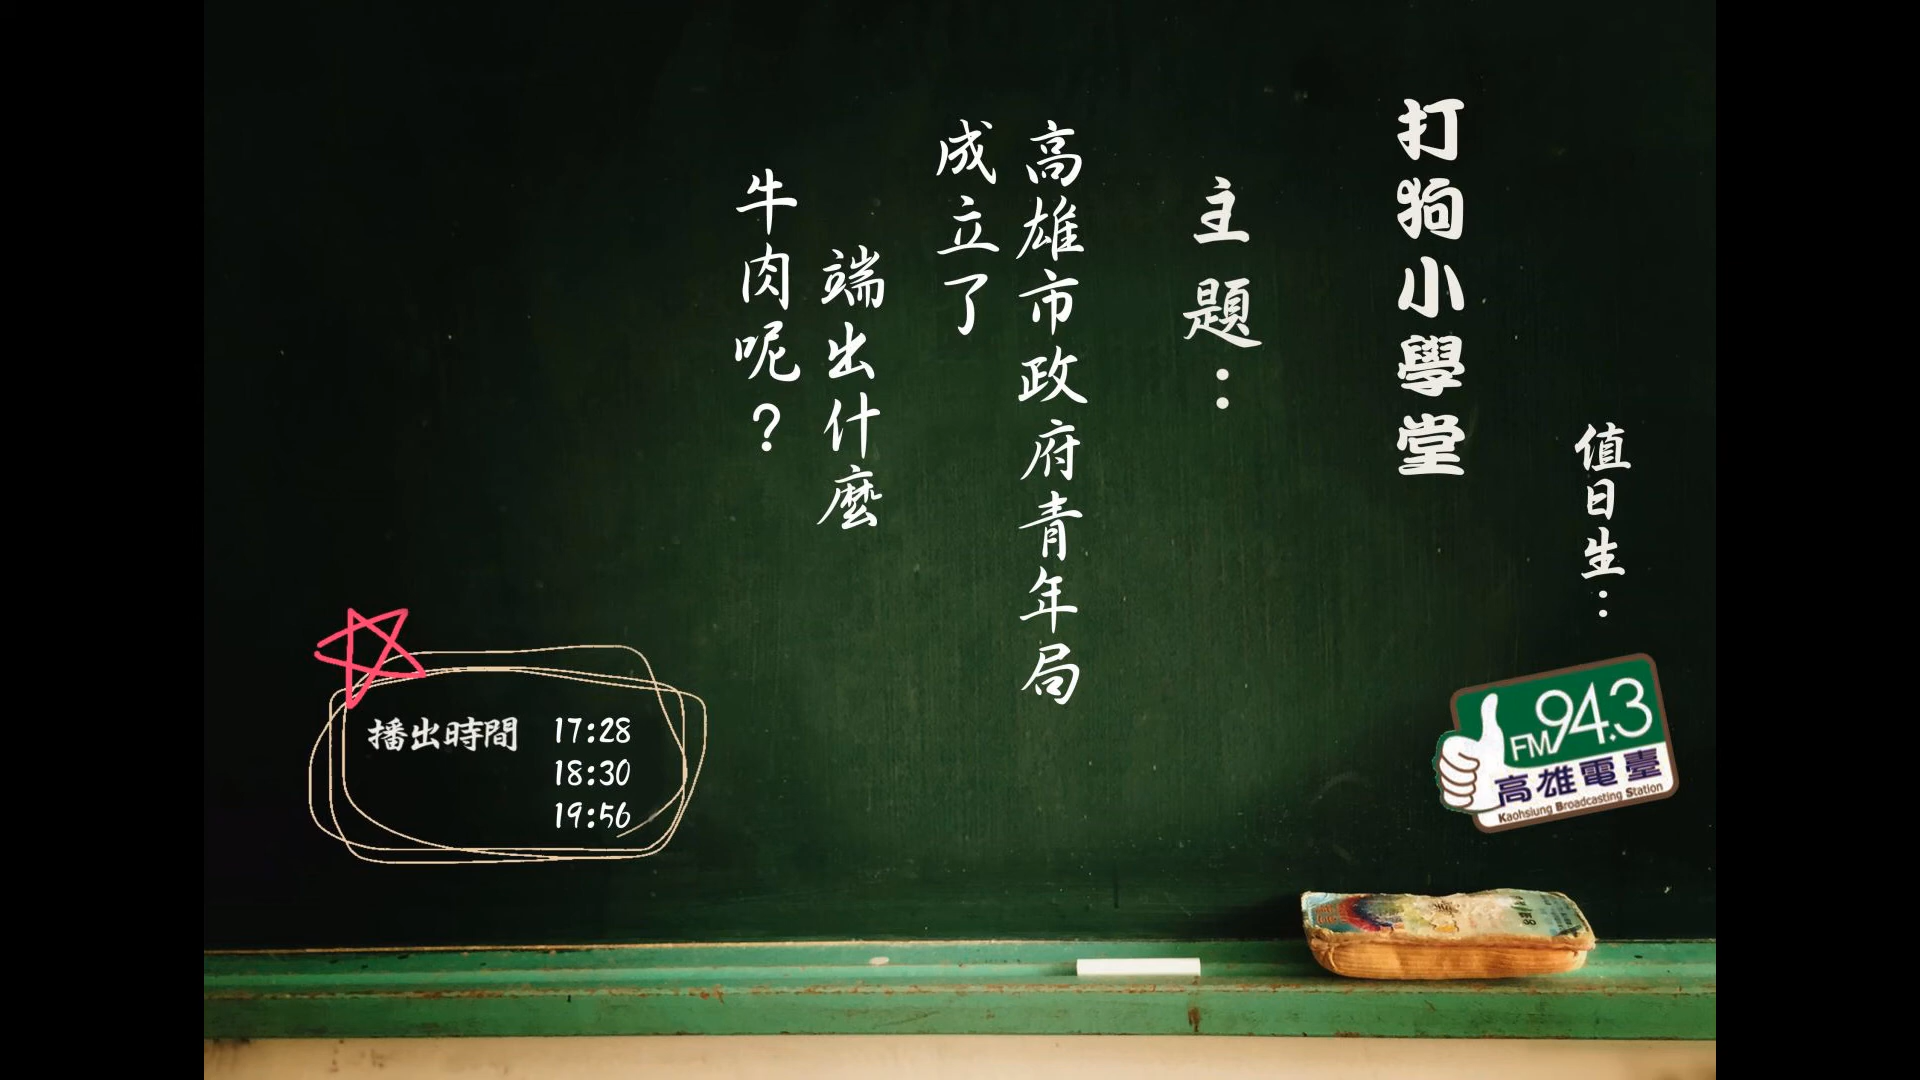 值日生：
打狗小學堂
主題：
高雄市政府青年局
成立了
端出什麼
牛肉呢？
播出時間 17:28
18:30
19:56
FM94.3
高雄電臺
Kaohsiung Broadcasting Station